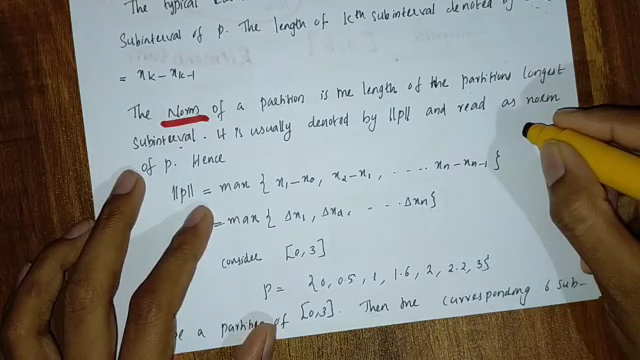 The typical
Subinterval of P. The length of kth subinterval denoted by
= xk - xk-1
The Norm of a partition is the length of the partitions longest
subinterval. It is usually denoted by ||p|| and read as norm
of P. Hence
||p|| = max { x1-x0, x2-x1, .... xn-xn-1}
= max { Δx1, Δx2, ... Δxn}
consider [0, 3]
P = {0, 0.5, 1, 1.6, 2, 2.2, 3}
be a partition of [0,3]. Then the corresponding 6 sub-